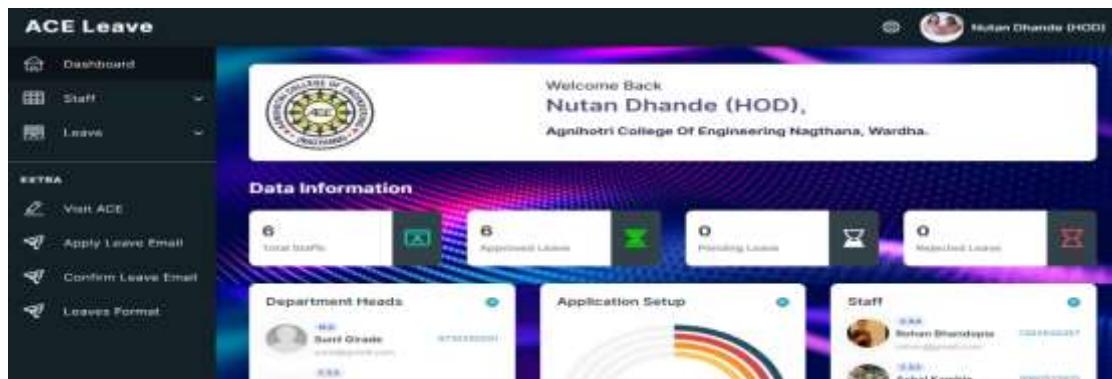 ACE Leave
Nutan Dhande (HOD)
Dashboard
Staff
Leave
EXTRA
Visit ACE
Apply Leave Email
Confirm Leave Email
Leaves Format
Welcome Back
Nutan Dhande (HOD),
Agnihotri College Of Engineering Nagthana, Wardha.
Data Information
6
Total Staffs
6
Approved Leave
0
Pending Leave
0
Rejected Leave
Department Heads
Sunil Girade
Application Setup
Staff
Rohan Bhandopia